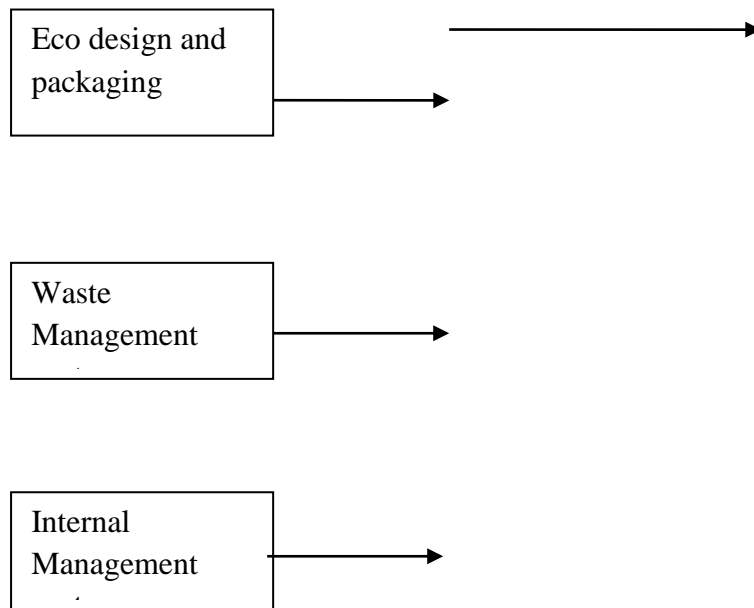 Eco design and
packaging
Waste
Management
Internal
Management